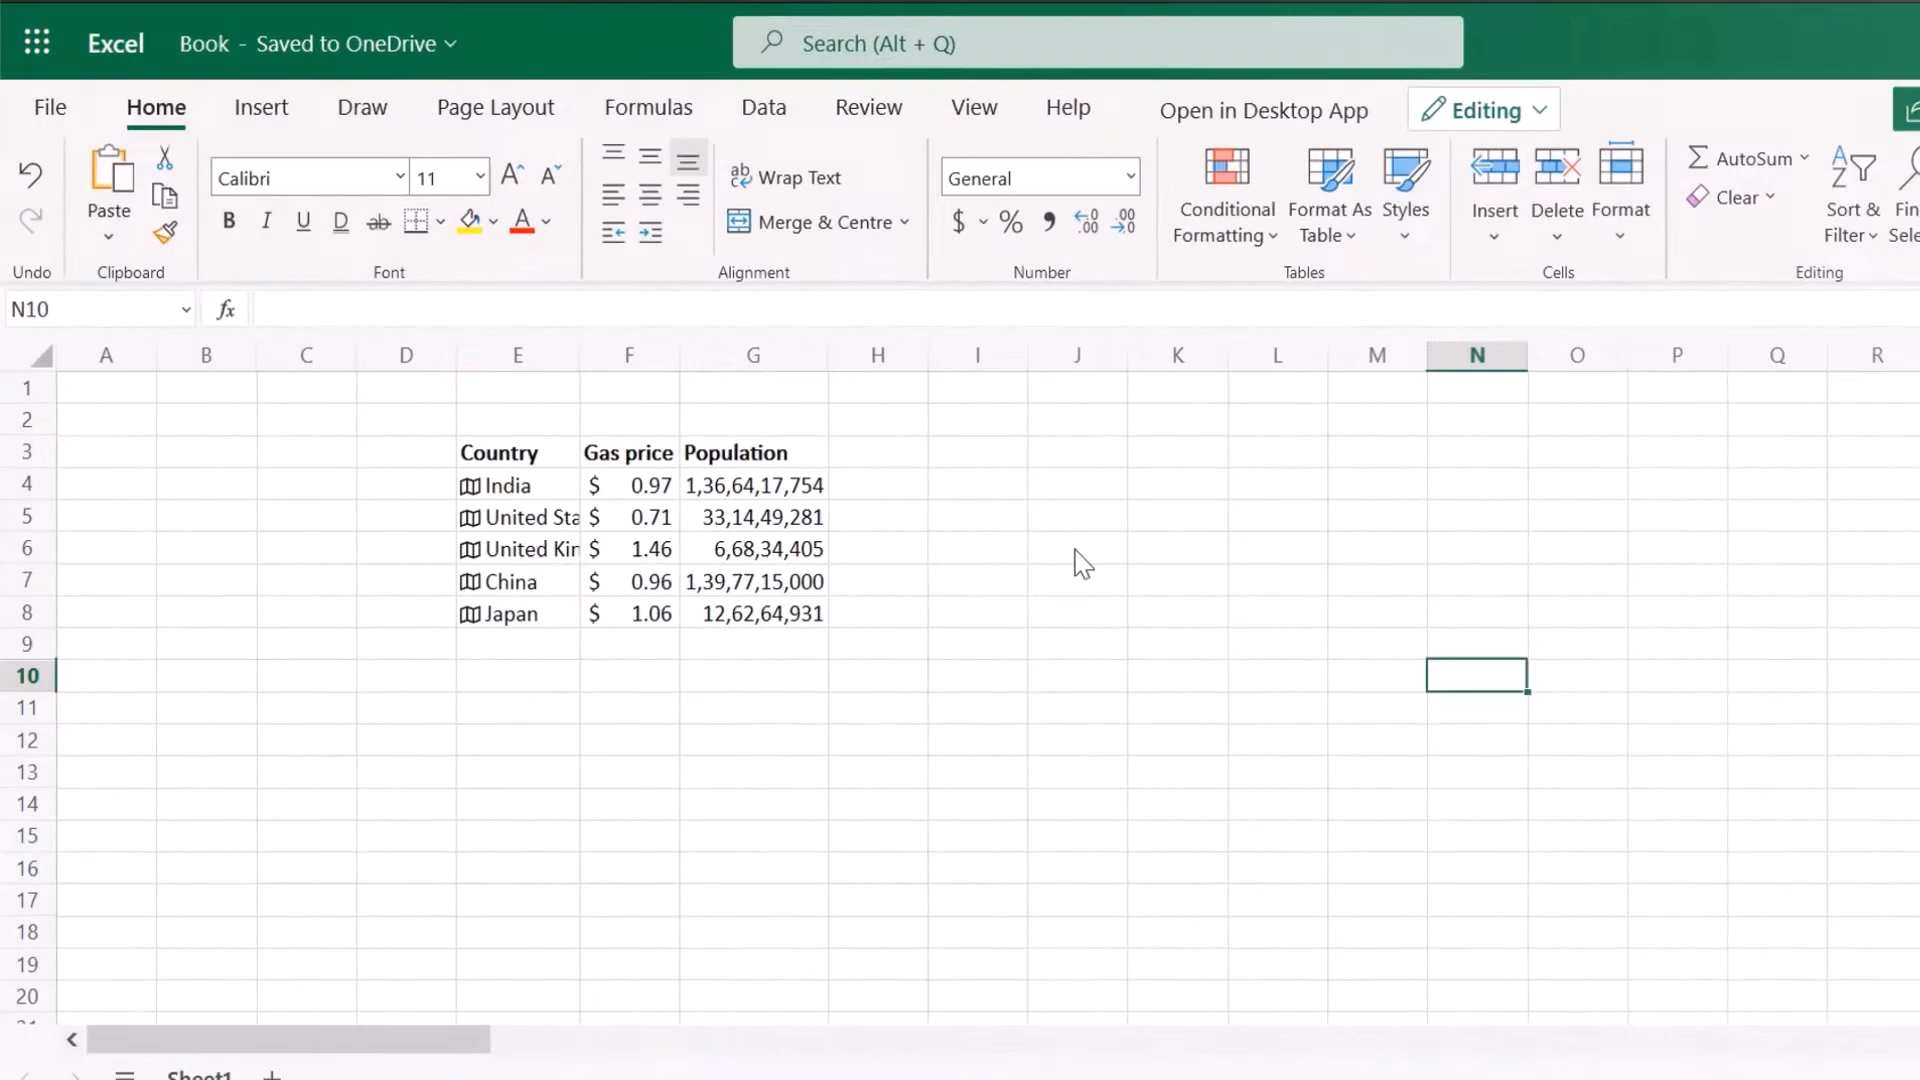 Excel Book - Saved to OneDrive Search (Alt + Q)
File Home Insert Draw Page Layout Formulas Data Review View Help Open in Desktop App Editing
Calibri 11 A A ab Wrap Text General Σ AutoSum A Z
Paste B I U D ab A Merge & Centre $ % Conditional Formatting Format As Table Styles Insert Delete Format Clear Sort & Filter
Undo Clipboard Font Alignment Number Tables Cells Editing
N10 fx
A B C D E F G H I J K L M N O P Q R
1
2
3 Country Gas price Population
4 India $ 0.97 1,36,64,17,754
5 United Sta $ 0.71 33,14,49,281
6 United Kin $ 1.46 6,68,34,405
7 China $ 0.96 1,39,77,15,000
8 Japan $ 1.06 12,62,64,931
9
10
11
12
13
14
15
16
17
18
19
20
Sheet1